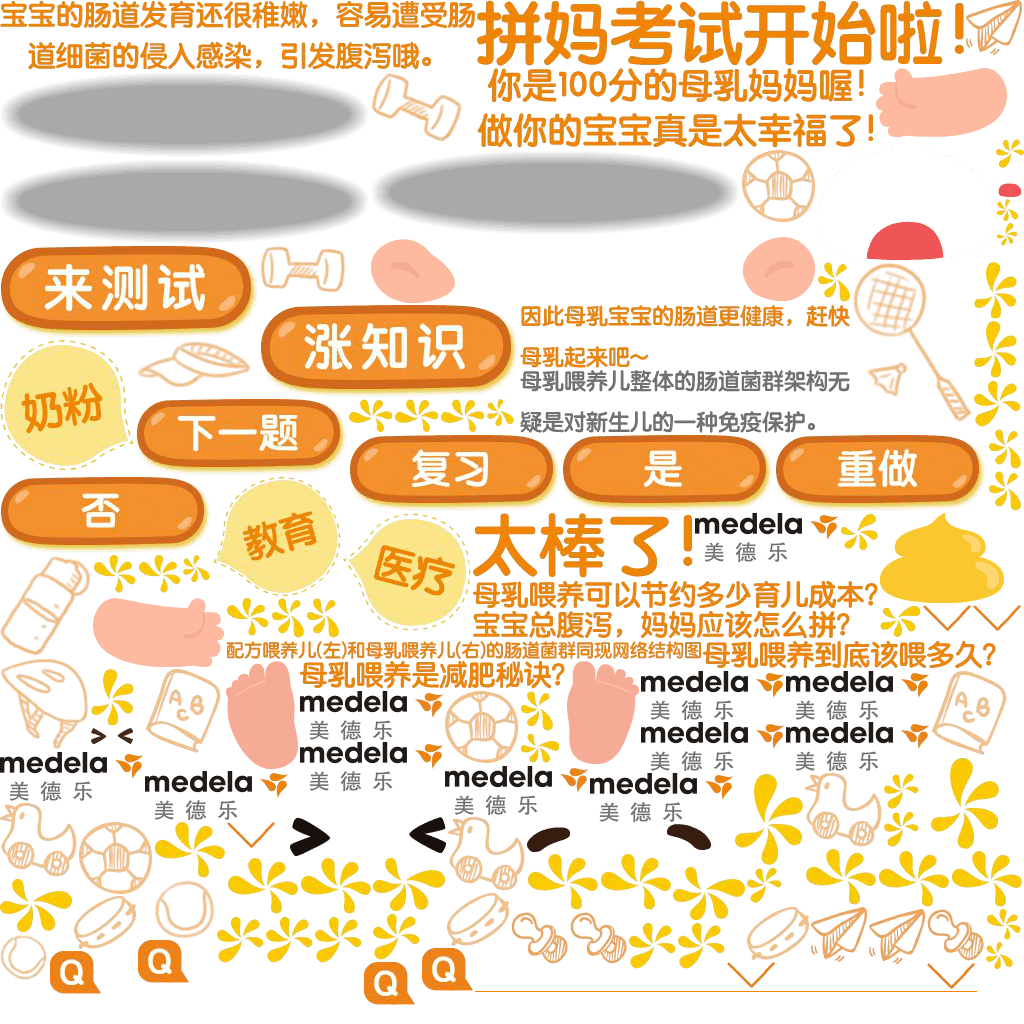 宝宝的肠道发育还很稚嫩，容易遭受肠
道细菌的侵入感染，引发腹泻哦。
拼妈考试开始啦！
你是100分的母乳妈妈喔！
做你的宝宝真是太幸福了！
来测试
涨知识
因此母乳宝宝的肠道更健康，赶快
母乳起来吧～
母乳喂养儿整体的肠道菌群架构无
疑是对新生儿的一种免疫保护。
奶粉
下一题
复习
是
重做
否
教育
医疗
太棒了！
medela
美德乐
母乳喂养可以节约多少育儿成本？
宝宝总腹泻，妈妈应该怎么拼？
配方喂养儿(左)和母乳喂养儿(右)的肠道菌群同现网络结构图
母乳喂养到底该喂多久？
母乳喂养是减肥秘诀？
ABC
medela
美德乐
medela
美德乐
medela
美德乐
ABC
medela
美德乐
medela
美德乐
medela
美德乐
medela
美德乐
medela
美德乐
medela
美德乐
medela
美德乐
Q
Q
Q
Q